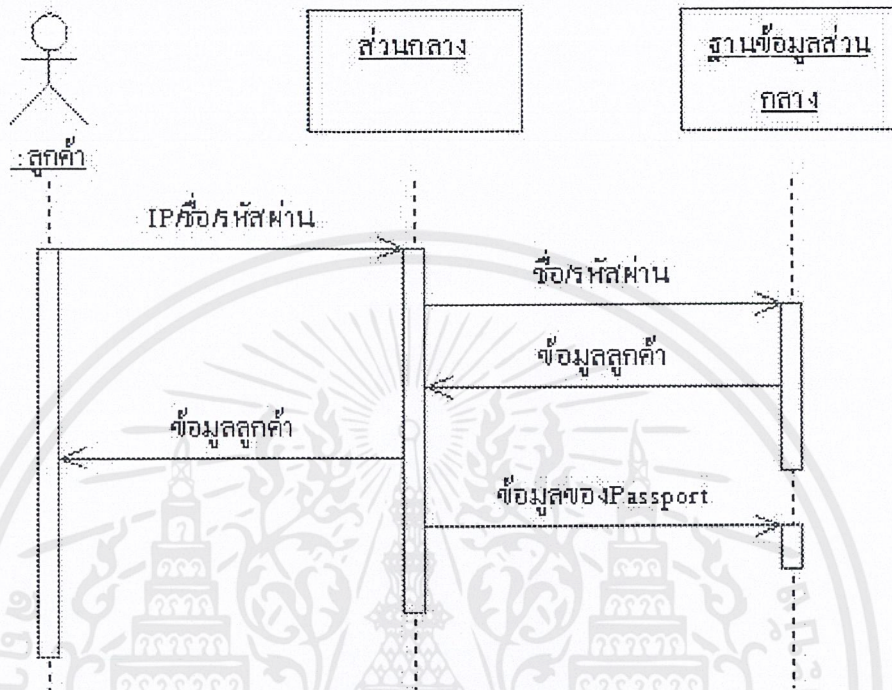 ส่วนกลาง
ฐานข้อมูลส่วน
กลาง
:ลูกค้า
IP/ชื่อ/รหัสผ่าน
ชื่อ/รหัสผ่าน
ข้อมูลลูกค้า
ข้อมูลลูกค้า
ข้อมูลของPassport